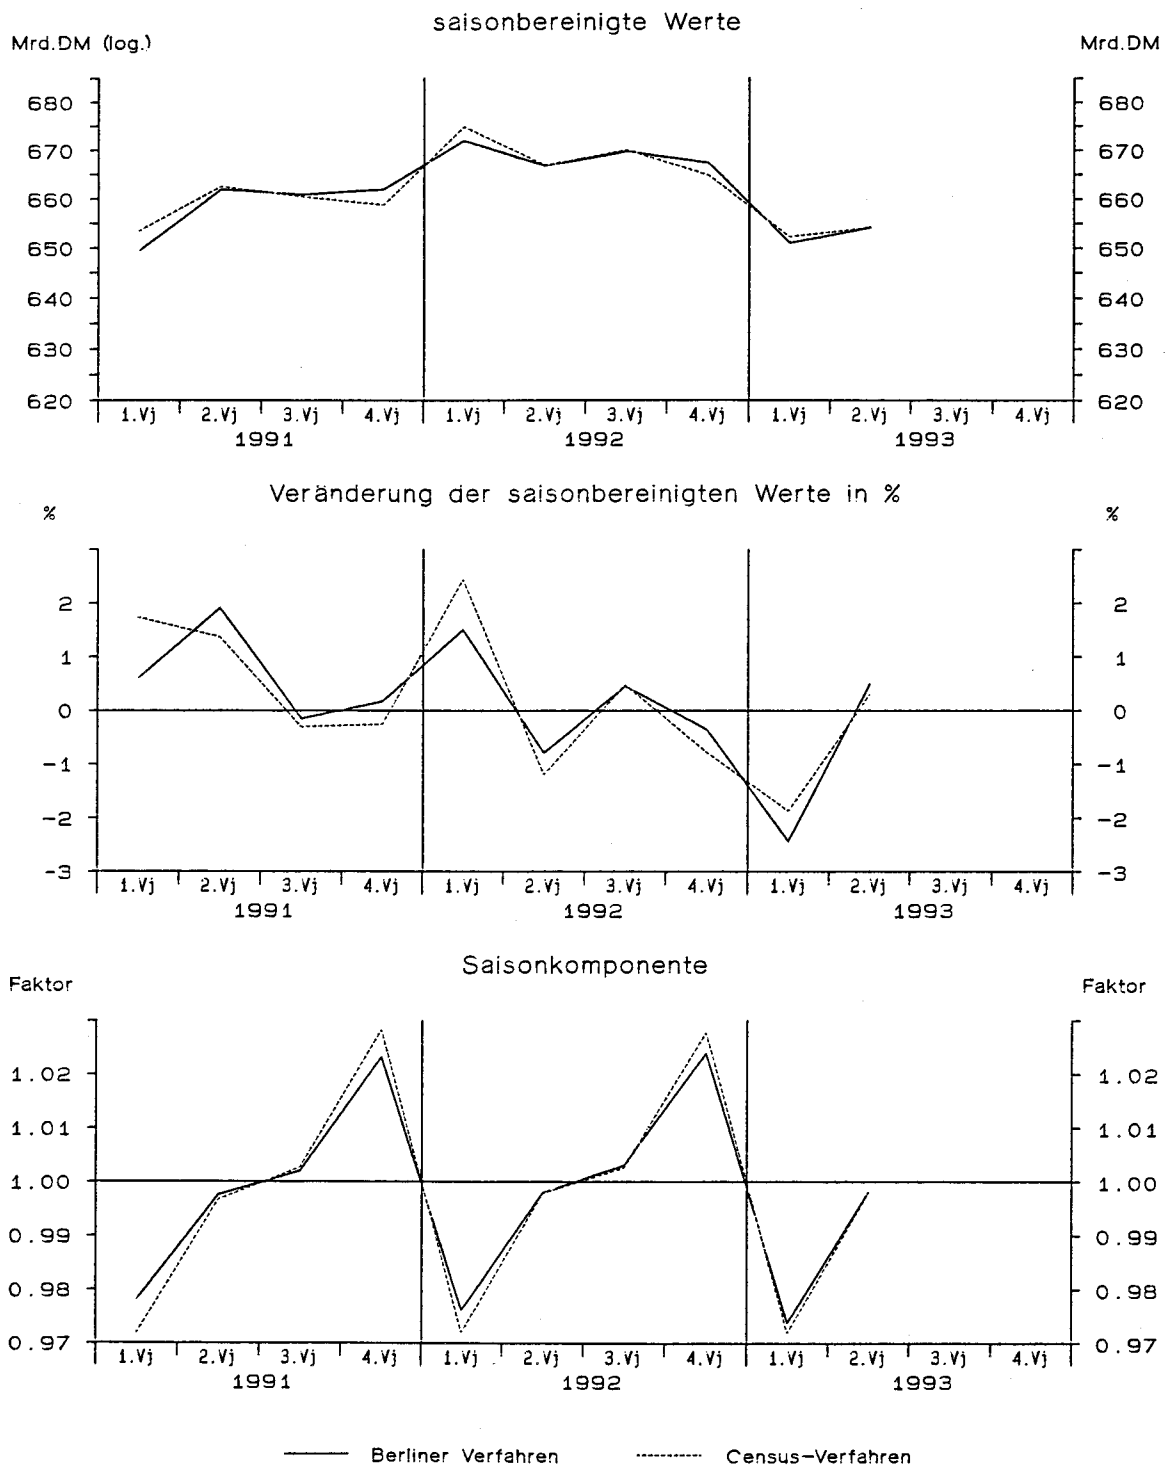 saisonbereinigte Werte
Mrd.DM (log.) Mrd.DM
680 680
670 670
660 660
650 650
640 640
630 630
620 620
1.Vj 2.Vj 3.Vj 4.Vj 1.Vj 2.Vj 3.Vj 4.Vj 1.Vj 2.Vj 3.Vj 4.Vj
1991 1992 1993
Veränderung der saisonbereinigten Werte in %
% %
2 2
1 1
0 0
-1 -1
-2 -2
-3 -3
1.Vj 2.Vj 3.Vj 4.Vj 1.Vj 2.Vj 3.Vj 4.Vj 1.Vj 2.Vj 3.Vj 4.Vj
1991 1992 1993
Saisonkomponente
Faktor Faktor
1.02 1.02
1.01 1.01
1.00 1.00
0.99 0.99
0.98 0.98
0.97 0.97
1.Vj 2.Vj 3.Vj 4.Vj 1.Vj 2.Vj 3.Vj 4.Vj 1.Vj 2.Vj 3.Vj 4.Vj
1991 1992 1993
Berliner Verfahren Census-Verfahren